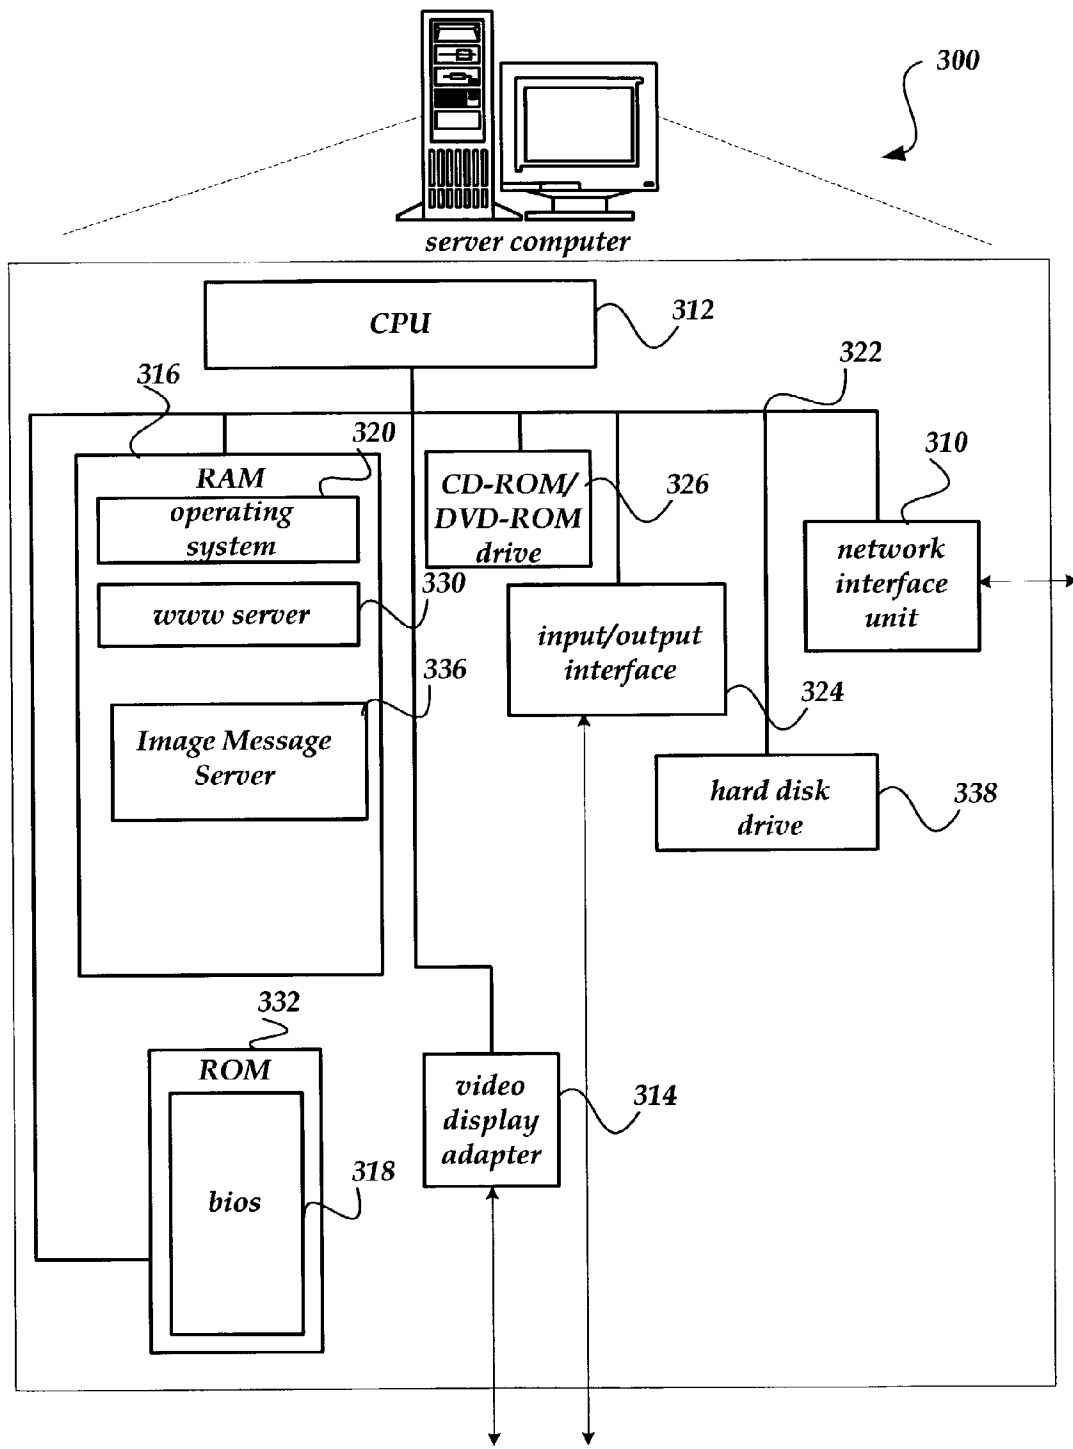 300
server computer
CPU
312
316
322
320
310
RAM
operating
system
CD-ROM/
DVD-ROM
drive
326
network
interface
unit
330
www server
input/output
interface
336
324
Image Message
Server
hard disk
drive
338
332
ROM
video
display
adapter
314
318
bios